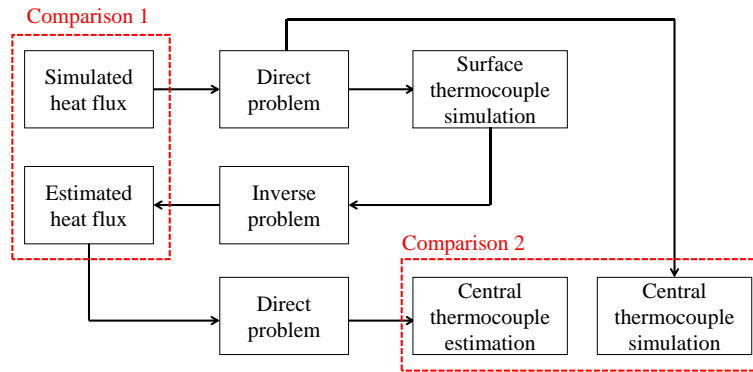 Comparison 1
Simulated
heat flux
Direct
problem
Surface
thermocouple
simulation
Estimated
heat flux
Inverse
problem
Comparison 2
Direct
problem
Central
thermocouple
estimation
Central
thermocouple
simulation